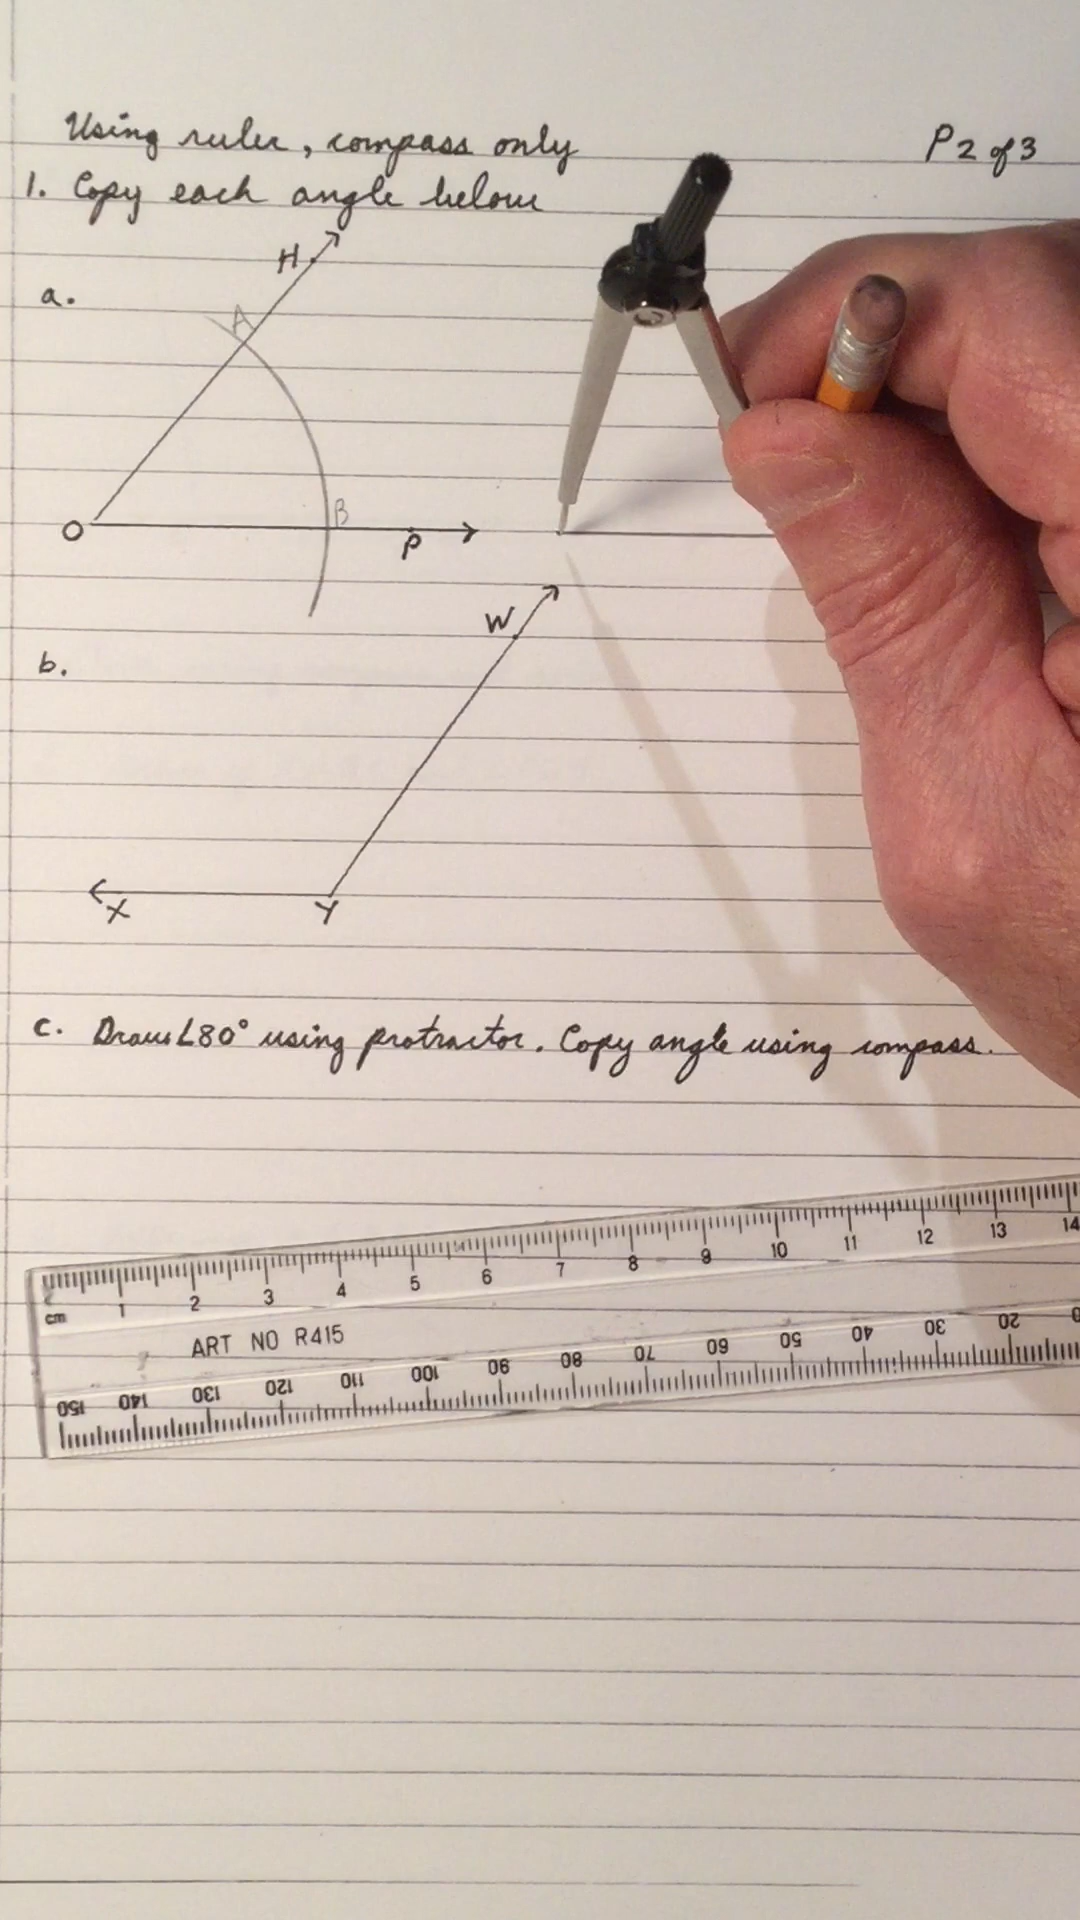 Using ruler, compass only
P 2 of 3
1. Copy each angle below
H
a.
A
B
O
P
W
b.
X
Y
c. Draw ∠80° using protractor. Copy angle using compass.
1 2 3 4 5 6 7 8 9 10 11 12 13 14
cm
ART NO R415
150 140 130 120 110 100 90 80 70 60 50 40 30 20